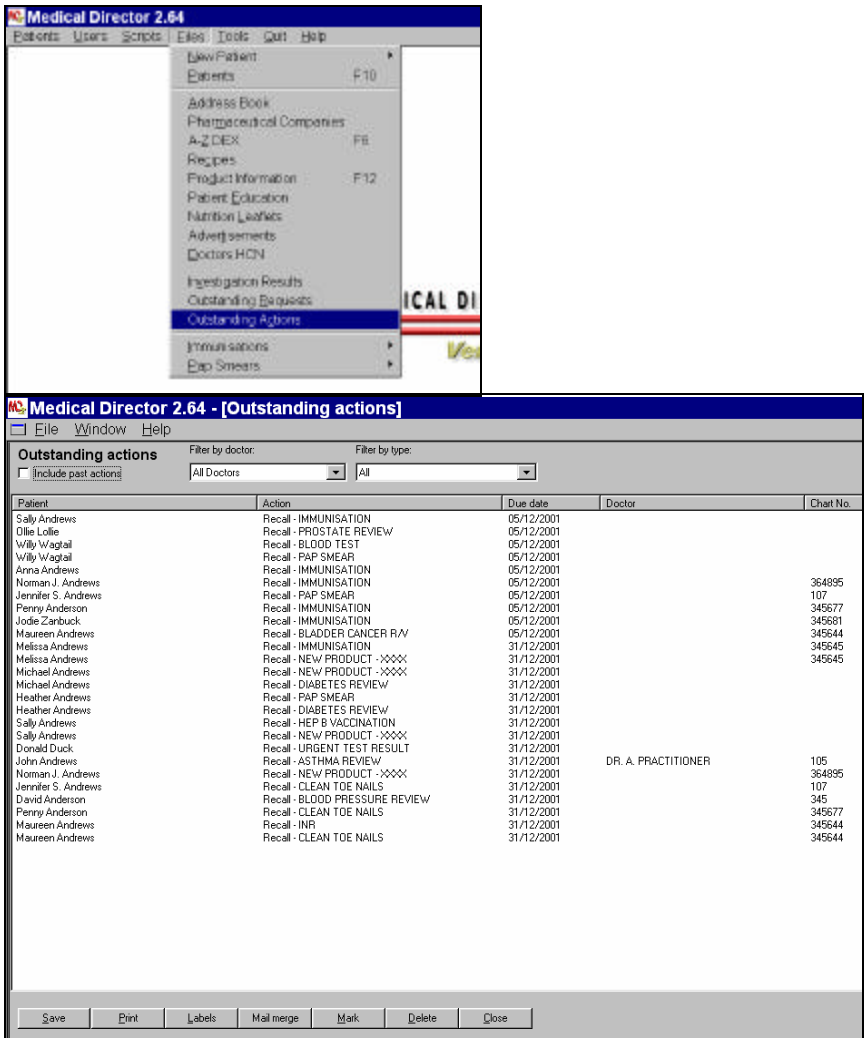 Medical Director 2.64
Patients Users Scripts Files Tools Quit Help
New Patient
Patients F10
Address Book
Pharmaceutical Companies
A-Z DEX F6
Recipes
Product Information F12
Patient Education
Nutrition Leaflets
Advertisements
Doctors HCN
Investigation Results
Outstanding Requests
Outstanding Actions
Immunisations
Pap Smears
ICAL DI
Ve
Medical Director 2.64 - [Outstanding actions]
File Window Help
Outstanding actions Filter by doctor: Filter by type:
Include past actions All Doctors All
Patient Action Due date Doctor Chart No.
Sally Andrews Recall - IMMUNISATION 05/12/2001
Ollie Lollie Recall - PROSTATE REVIEW 05/12/2001
Willy Wagtail Recall - BLOOD TEST 05/12/2001
Willy Wagtail Recall - PAP SMEAR 05/12/2001
Anna Andrews Recall - IMMUNISATION 05/12/2001
Norman J. Andrews Recall - IMMUNISATION 05/12/2001 364895
Jennifer S. Andrews Recall - PAP SMEAR 05/12/2001 107
Penny Anderson Recall - IMMUNISATION 05/12/2001 345677
Jodie Zanbuck Recall - IMMUNISATION 05/12/2001 345681
Maureen Andrews Recall - BLADDER CANCER R/V 05/12/2001 345644
Melissa Andrews Recall - IMMUNISATION 31/12/2001 345645
Melissa Andrews Recall - NEW PRODUCT - XXXX 31/12/2001 345645
Michael Andrews Recall - NEW PRODUCT - XXXX 31/12/2001
Michael Andrews Recall - DIABETES REVIEW 31/12/2001
Heather Andrews Recall - PAP SMEAR 31/12/2001
Heather Andrews Recall - DIABETES REVIEW 31/12/2001
Sally Andrews Recall - HEP B VACCINATION 31/12/2001
Sally Andrews Recall - NEW PRODUCT - XXXX 31/12/2001
Donald Duck Recall - URGENT TEST RESULT 31/12/2001
John Andrews Recall - ASTHMA REVIEW 31/12/2001 DR. A. PRACTITIONER 105
Norman J. Andrews Recall - NEW PRODUCT - XXXX 31/12/2001 364895
Jennifer S. Andrews Recall - CLEAN TOE NAILS 31/12/2001 107
David Anderson Recall - BLOOD PRESSURE REVIEW 31/12/2001 345
Penny Anderson Recall - CLEAN TOE NAILS 31/12/2001 345677
Maureen Andrews Recall - INR 31/12/2001 345644
Maureen Andrews Recall - CLEAN TOE NAILS 31/12/2001 345644
Save Print Labels Mail merge Mark Delete Close